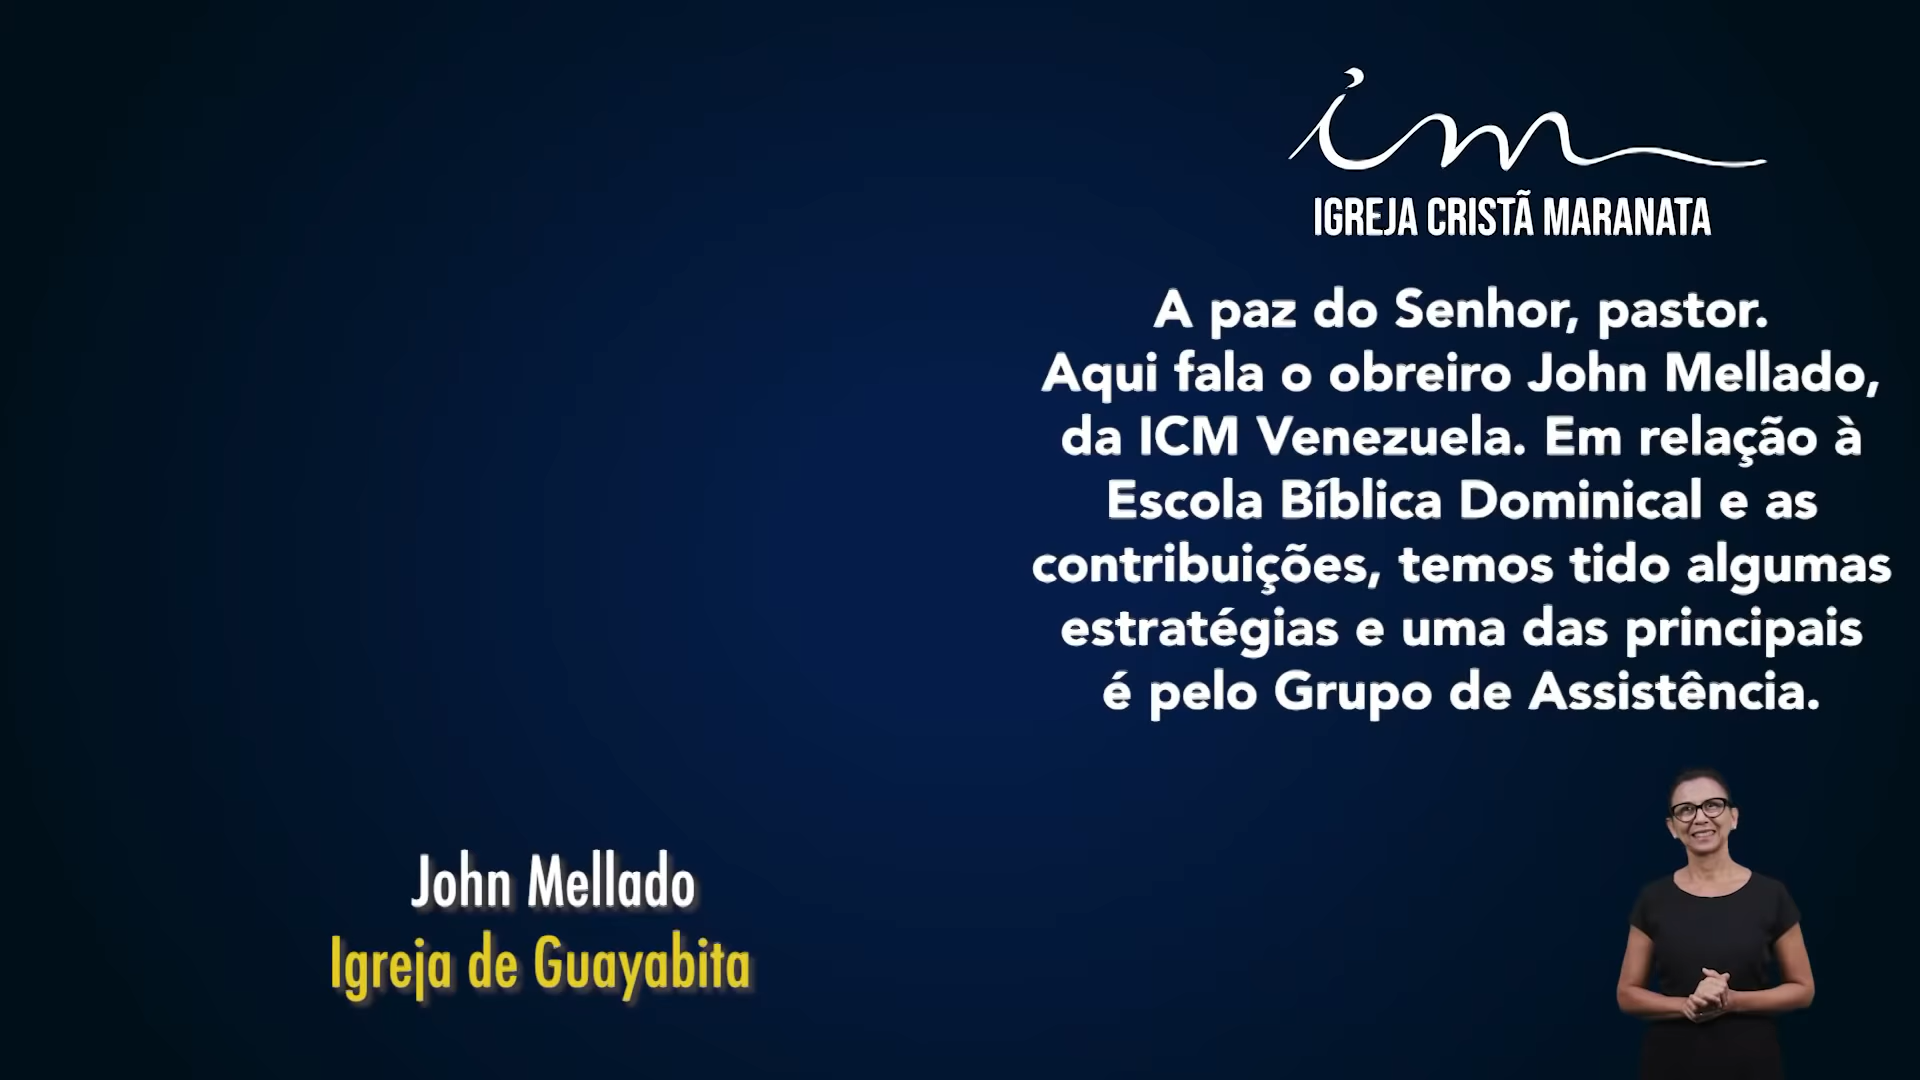 icm
IGREJA CRISTÃ MARANATA
A paz do Senhor, pastor.
Aqui fala o obreiro John Mellado,
da ICM Venezuela. Em relação à
Escola Bíblica Dominical e as
contribuições, temos tido algumas
estratégias e uma das principais
é pelo Grupo de Assistência.
John Mellado
Igreja de Guayabita